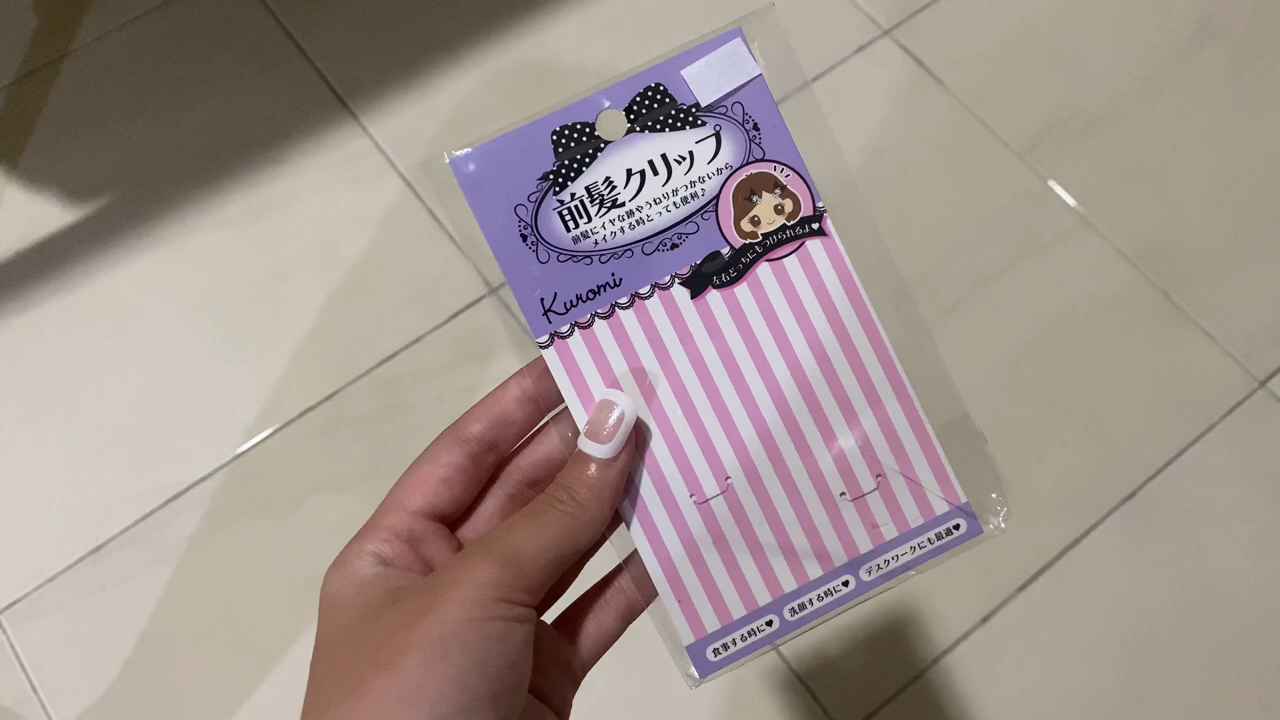 前髪クリップ
前髪にイヤな跡やうねりがつかないから
メイクする時とっても便利♪
左右どっちにもつけられるよ♥
Kuromi
食事する時に♥
洗顔する時に♥
デスクワークにも最適♥